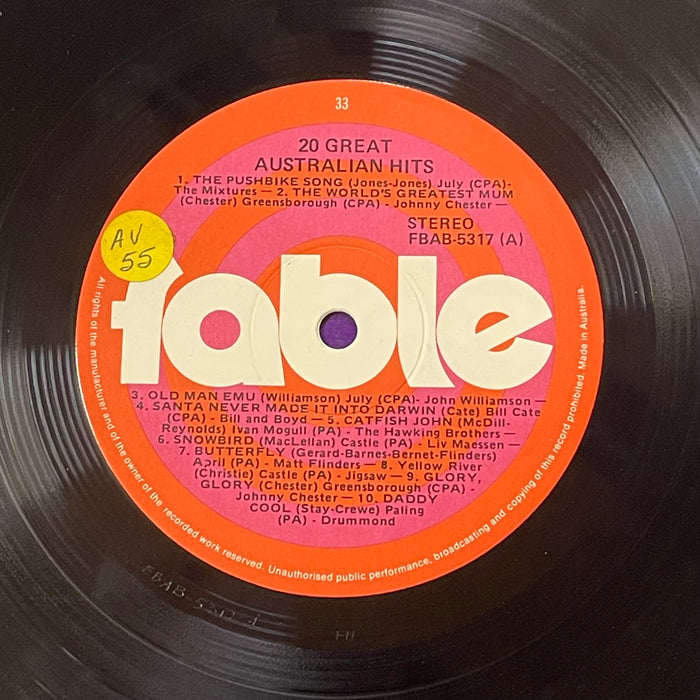 33
20 GREAT
AUSTRALIAN HITS
1. THE PUSHBIKE SONG (Jones-Jones) July (CPA)-
The Mixtures — 2. THE WORLD'S GREATEST MUM
(Chester) Greensborough (CPA) - Johnny Chester —
STEREO
FBAB-5317 (A)
AV
55
fable
3. OLD MAN EMU (Williamson) July (CPA)- John Williamson —
4. SANTA NEVER MADE IT INTO DARWIN (Cate) Bill Cate
(CPA) - Bill and Boyd — 5. CATFISH JOHN (McDill-
Reynolds) Ivan Mogull (PA) - The Hawking Brothers —
6. SNOWBIRD (MacLellan) Castle (PA) - Liv Maessen —
7. BUTTERFLY (Gerard-Barnes-Bernet-Flinders)
April (PA) - Matt Flinders — 8. Yellow River
(Christie) Castle (PA) - Jigsaw — 9. GLORY,
GLORY (Chester) Greensborough (CPA) -
Johnny Chester — 10. DADDY
COOL (Stay-Crewe) Paling
(PA) - Drummond
All rights of the manufacturer and of the owner of the recorded work reserved. Unauthorised public performance, broadcasting and copying of this record prohibited. Made in Australia.
FBAB-5317-A